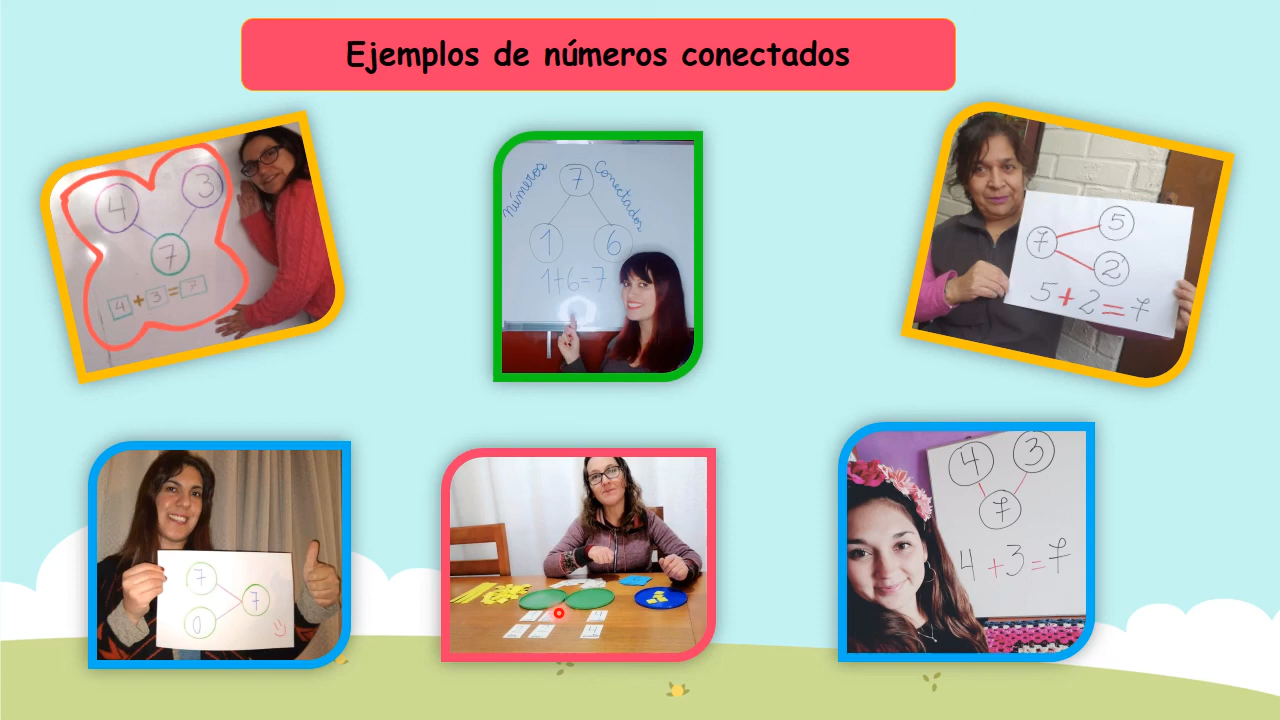 Ejemplos de números conectados
4 3
7
4 + 3 = 7
números
Conectados
7
1 6
1+6=7
5
7
2
5 + 2 = 7
7
7
0
4
4 3
7
4 + 3 = 7